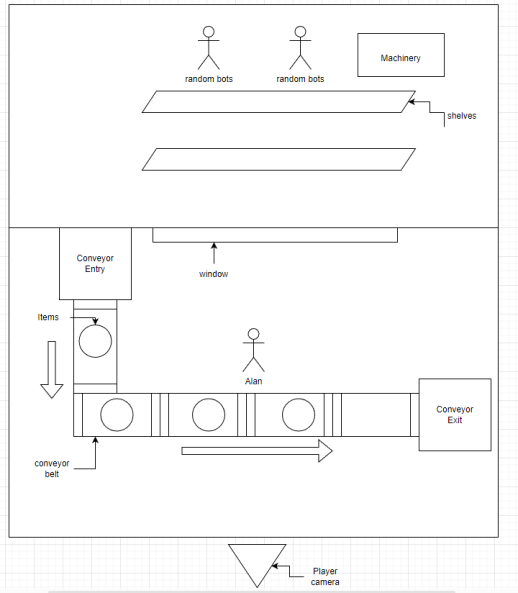 random bots
random bots
Machinery
shelves
Conveyor
Entry
window
Items
Alan
Conveyor
Exit
conveyor
belt
Player
camera